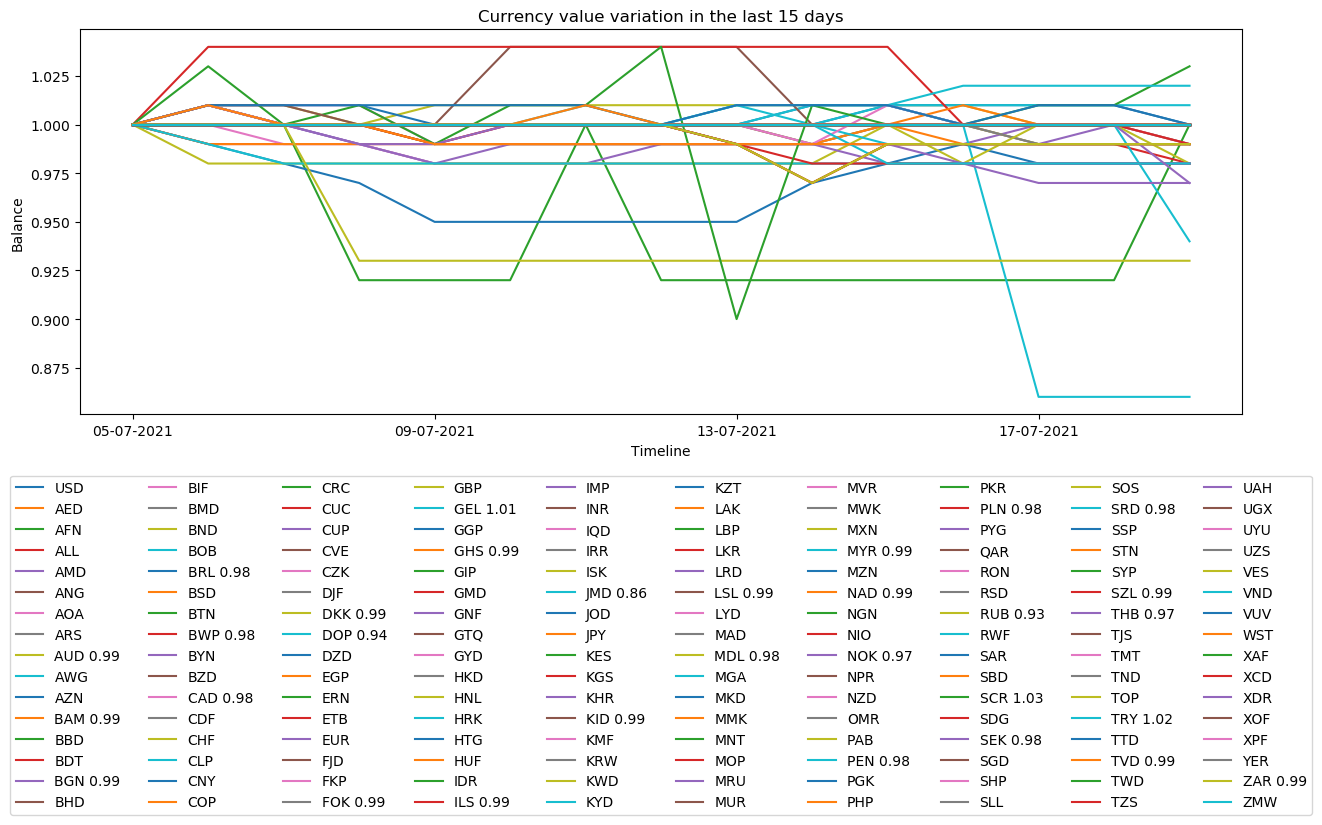 Currency value variation in the last 15 days
Balance
1.025
1.000
0.975
0.950
0.925
0.900
0.875
05-07-2021 09-07-2021 13-07-2021 17-07-2021
Timeline
USD BIF CRC GBP IMP KZT MVR PKR SOS UAH
AED BMD CUC GEL 1.01 INR LAK MWK PLN 0.98 SRD 0.98 UGX
AFN BND CUP GGP IQD LBP MXN PYG SSP UYU
ALL BOB CVE GHS 0.99 IRR LKR MYR 0.99 QAR STN UZS
AMD BRL 0.98 CZK GIP ISK LRD MZN RON SYP VES
ANG BSD DJF GMD JMD 0.86 LSL 0.99 NAD 0.99 RSD SZL 0.99 VND
AOA BTN DKK 0.99 GNF JOD LYD NGN RUB 0.93 THB 0.97 VUV
ARS BWP 0.98 DOP 0.94 GTQ JPY MAD NIO RWF TJS WST
AUD 0.99 BYN DZD GYD KES MDL 0.98 NOK 0.97 SAR TMT XAF
AWG BZD EGP HKD KGS MGA NPR SBD TND XCD
AZN CAD 0.98 ERN HNL KHR MKD NZD SCR 1.03 TOP XDR
BAM 0.99 CDF ETB HRK KID 0.99 MMK OMR SDG TRY 1.02 XOF
BBD CHF EUR HTG KMF MNT PAB SEK 0.98 TTD XPF
BDT CLP FJD HUF KRW MOP PEN 0.98 SGD TVD 0.99 YER
BGN 0.99 CNY FKP IDR KWD MRU PGK SHP TWD ZAR 0.99
BHD COP FOK 0.99 ILS 0.99 KYD MUR PHP SLL TZS ZMW